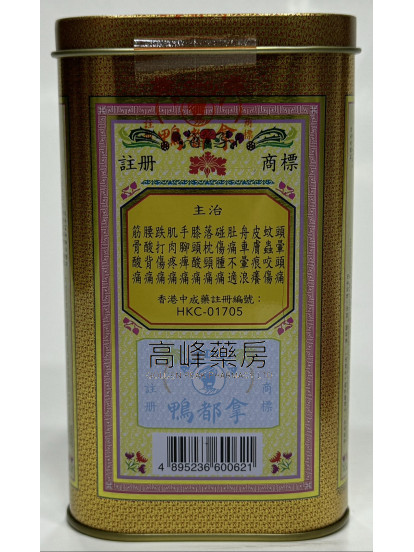 註冊
商標
主治
頭暈頭痛
蚊蟲咬傷
皮膚痕癢
舟車暈浪
肚痛不適
碰傷腫痛
落枕頸痛
膝頭酸痛
手腳痺痛
肌肉疼痛
跌打傷痛
腰酸背痛
筋骨酸痛
香港中成藥註冊編號：
HKC-01705
高峰藥房
商標
註冊
鴨都拿
4 895236 600621